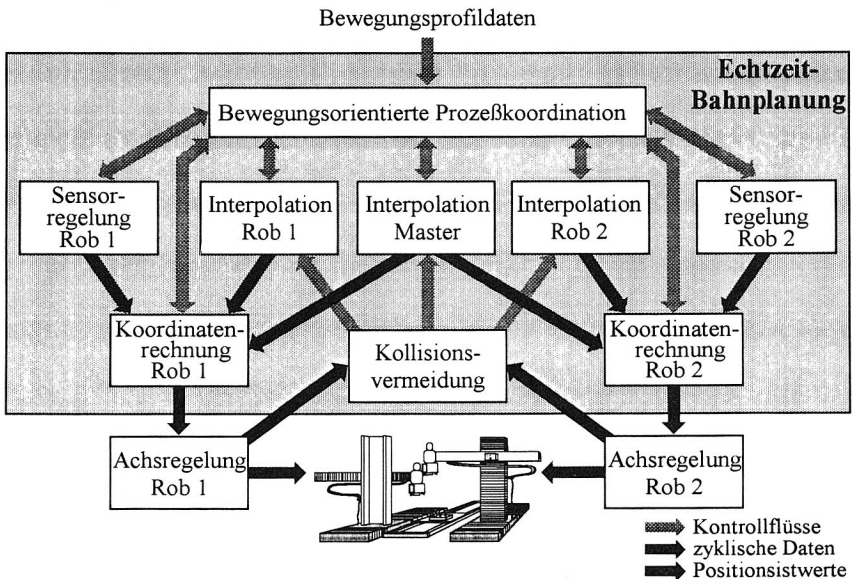 Bewegungsprofildaten
Echtzeit-
Bahnplanung
Bewegungsorientierte Prozeßkoordination
Sensor-
regelung
Rob 1
Interpolation
Rob 1
Interpolation
Master
Interpolation
Rob 2
Sensor-
regelung
Rob 2
Koordinaten-
rechnung
Rob 1
Kollisions-
vermeidung
Koordinaten-
rechnung
Rob 2
Achsregelung
Rob 1
Achsregelung
Rob 2
Kontrollflüsse
zyklische Daten
Positionsistwerte